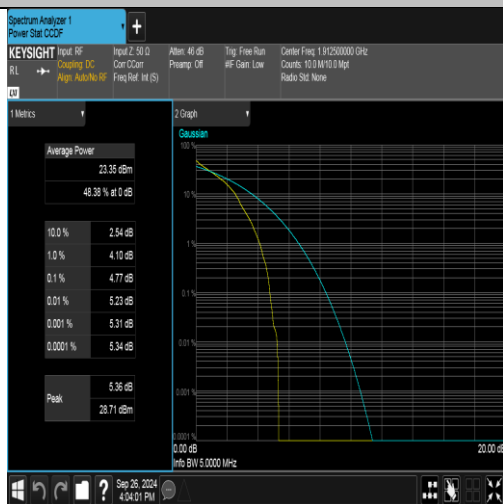 Spectrum Analyzer 1
Power Stat CCDF
KEYSIGHT
RL
LXI
Input: RF
Coupling: DC
Align: Auto/No RF
Input Z: 50 Ω
Corr CCorr
Freq Ref: Int (S)
Atten: 46 dB
Preamp: Off
Trig: Free Run
#IF Gain: Low
Center Freq: 1.912500000 GHz
Counts: 10.0 M/10.0 Mpt
Radio Std: None
1 Metrics
Average Power
23.35 dBm
48.38 % at 0 dB
10.0 % 2.54 dB
1.0 % 4.10 dB
0.1 % 4.77 dB
0.01 % 5.23 dB
0.001 % 5.31 dB
0.0001 % 5.34 dB
Peak
5.36 dB
28.71 dBm
2 Graph
Gaussian
100 %
10 %
1 %
0.1 %
0.01 %
0.001 %
0.0001 %
0.00 dB
20.00 dB
Info BW 5.0000 MHz
?
Sep 26, 2024
4:04:01 PM